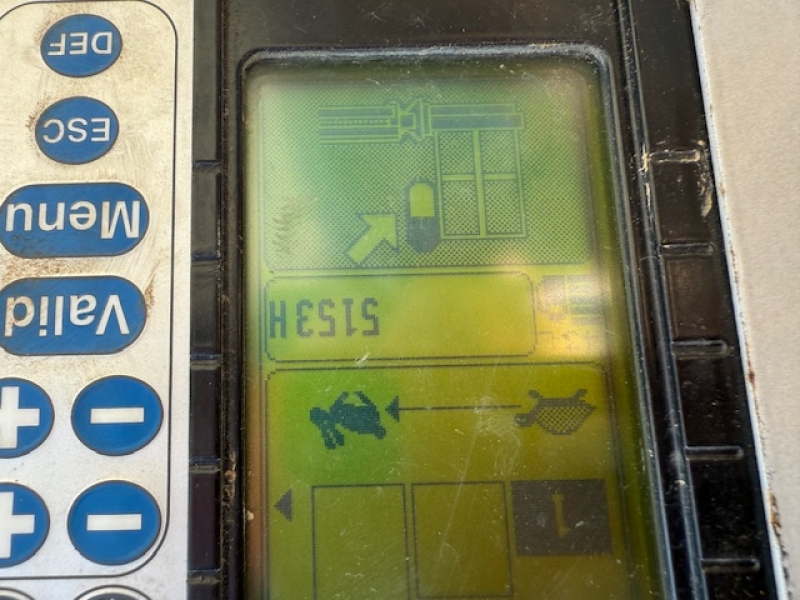 1
5153 H
− +
− +
Valid
Menu
ESC
DEF